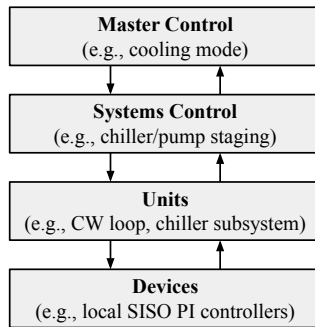 Master Control
(e.g., cooling mode)
Systems Control
(e.g., chiller/pump staging)
Units
(e.g., CW loop, chiller subsystem)
Devices
(e.g., local SISO PI controllers)